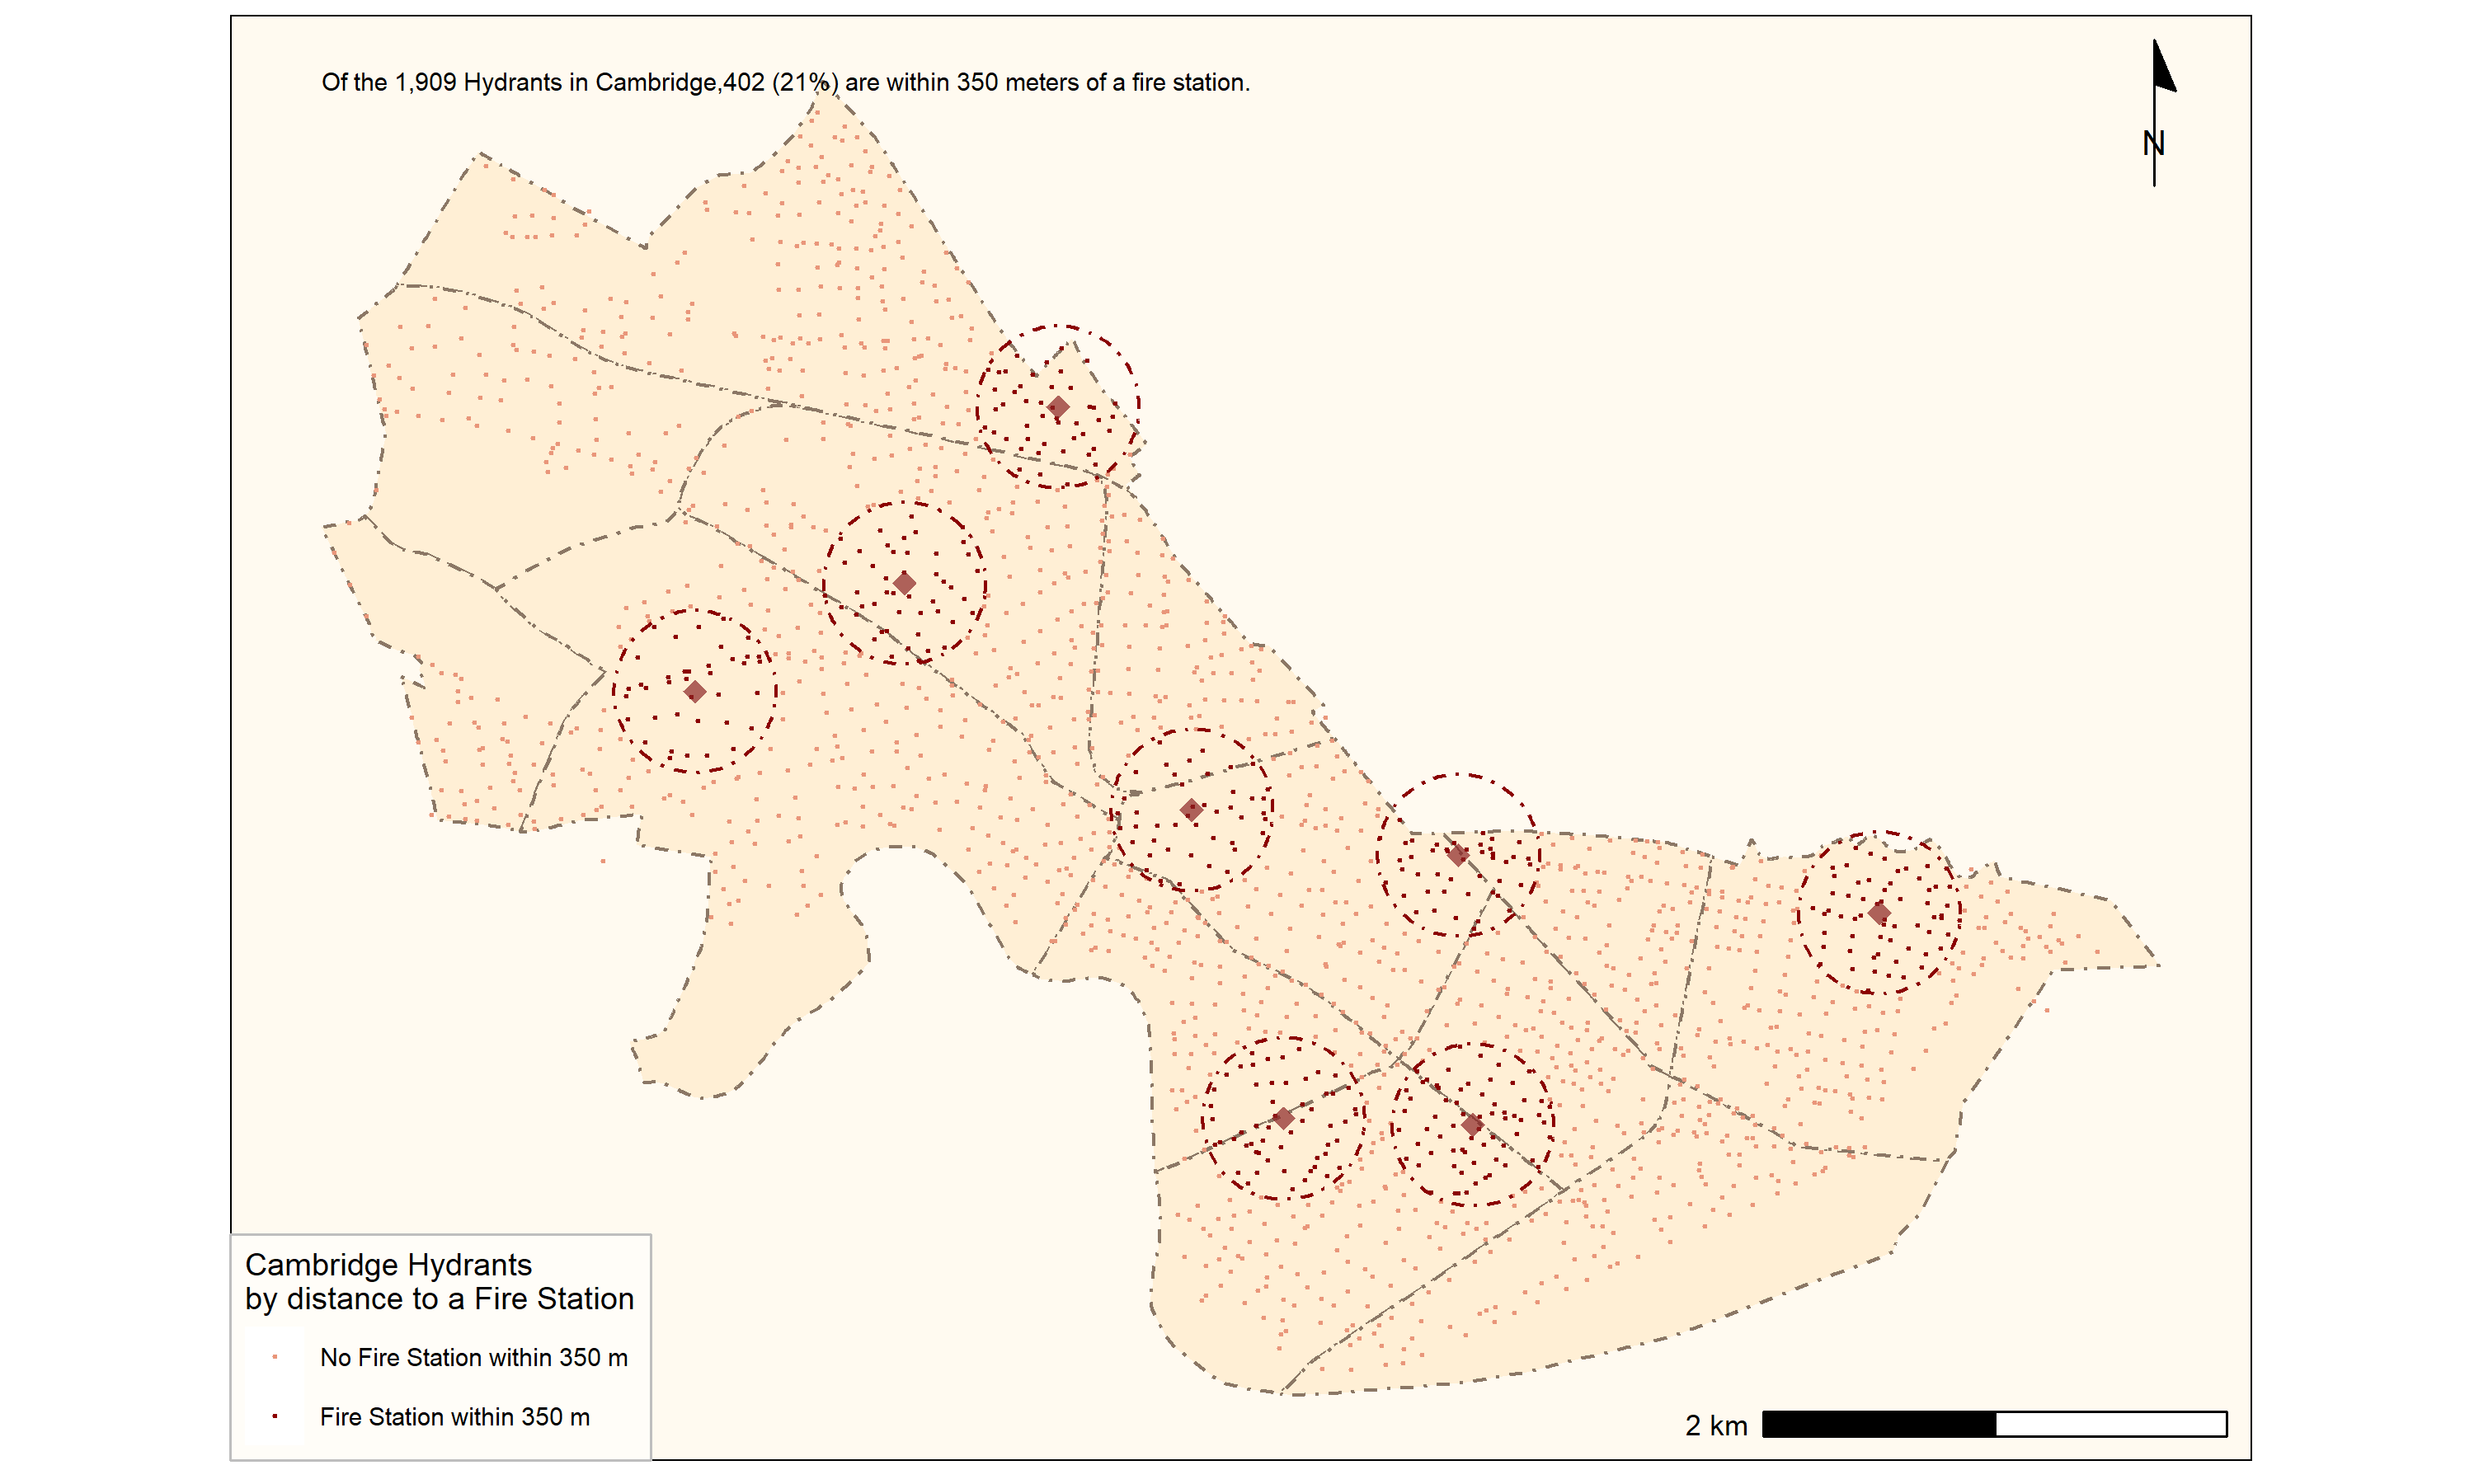 Of the 1,909 Hydrants in Cambridge,402 (21%) are within 350 meters of a fire station.
N
Cambridge Hydrants
by distance to a Fire Station
No Fire Station within 350 m
Fire Station within 350 m
2 km